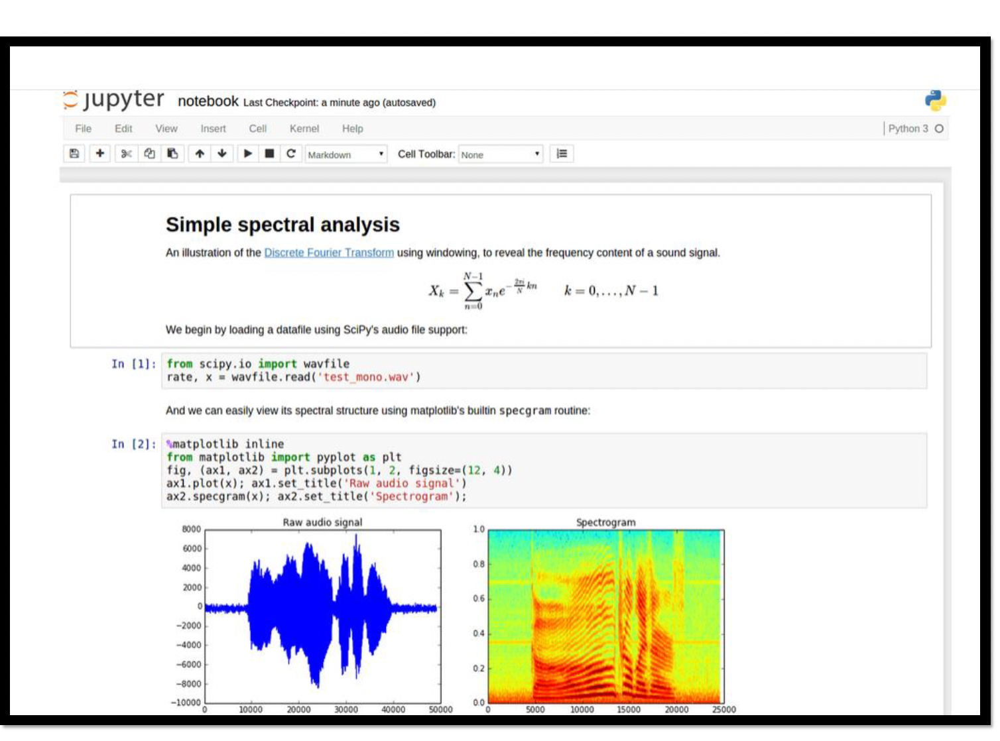 jupyter notebook Last Checkpoint: a minute ago (autosaved)
File Edit View Insert Cell Kernel Help Python 3
Markdown Cell Toolbar: None
Simple spectral analysis
An illustration of the Discrete Fourier Transform using windowing, to reveal the frequency content of a sound signal.
X_k = \sum_{n=0}^{N-1} x_n e^{-\frac{2\pi i}{N} kn} k = 0, . . . , N − 1
We begin by loading a datafile using SciPy's audio file support:
In [1]: from scipy.io import wavfile
rate, x = wavfile.read('test_mono.wav')
And we can easily view its spectral structure using matplotlib's builtin specgram routine:
In [2]: %matplotlib inline
from matplotlib import pyplot as plt
fig, (ax1, ax2) = plt.subplots(1, 2, figsize=(12, 4))
ax1.plot(x); ax1.set_title('Raw audio signal')
ax2.specgram(x); ax2.set_title('Spectrogram');
Raw audio signal
8000
6000
4000
2000
0
−2000
−4000
−6000
−8000
−10000
0 10000 20000 30000 40000 50000
Spectrogram
1.0
0.8
0.6
0.4
0.2
0.0
0 5000 10000 15000 20000 25000